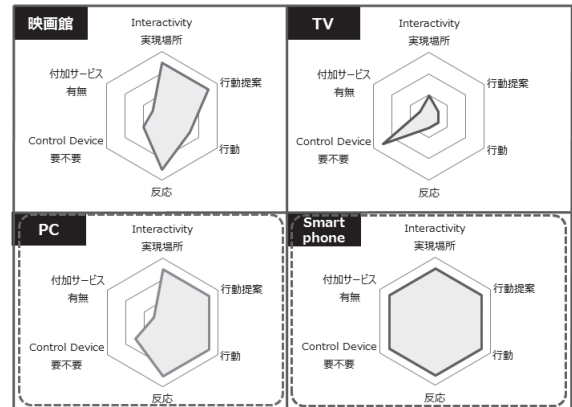 映画館
Interactivity
実現場所
行動提案
行動
反応
Control Device
要不要
付加サービス
有無
TV
Interactivity
実現場所
行動提案
行動
反応
Control Device
要不要
付加サービス
有無
PC
Interactivity
実現場所
行動提案
行動
反応
Control Device
要不要
付加サービス
有無
Smart
phone
Interactivity
実現場所
行動提案
行動
反応
Control Device
要不要
付加サービス
有無